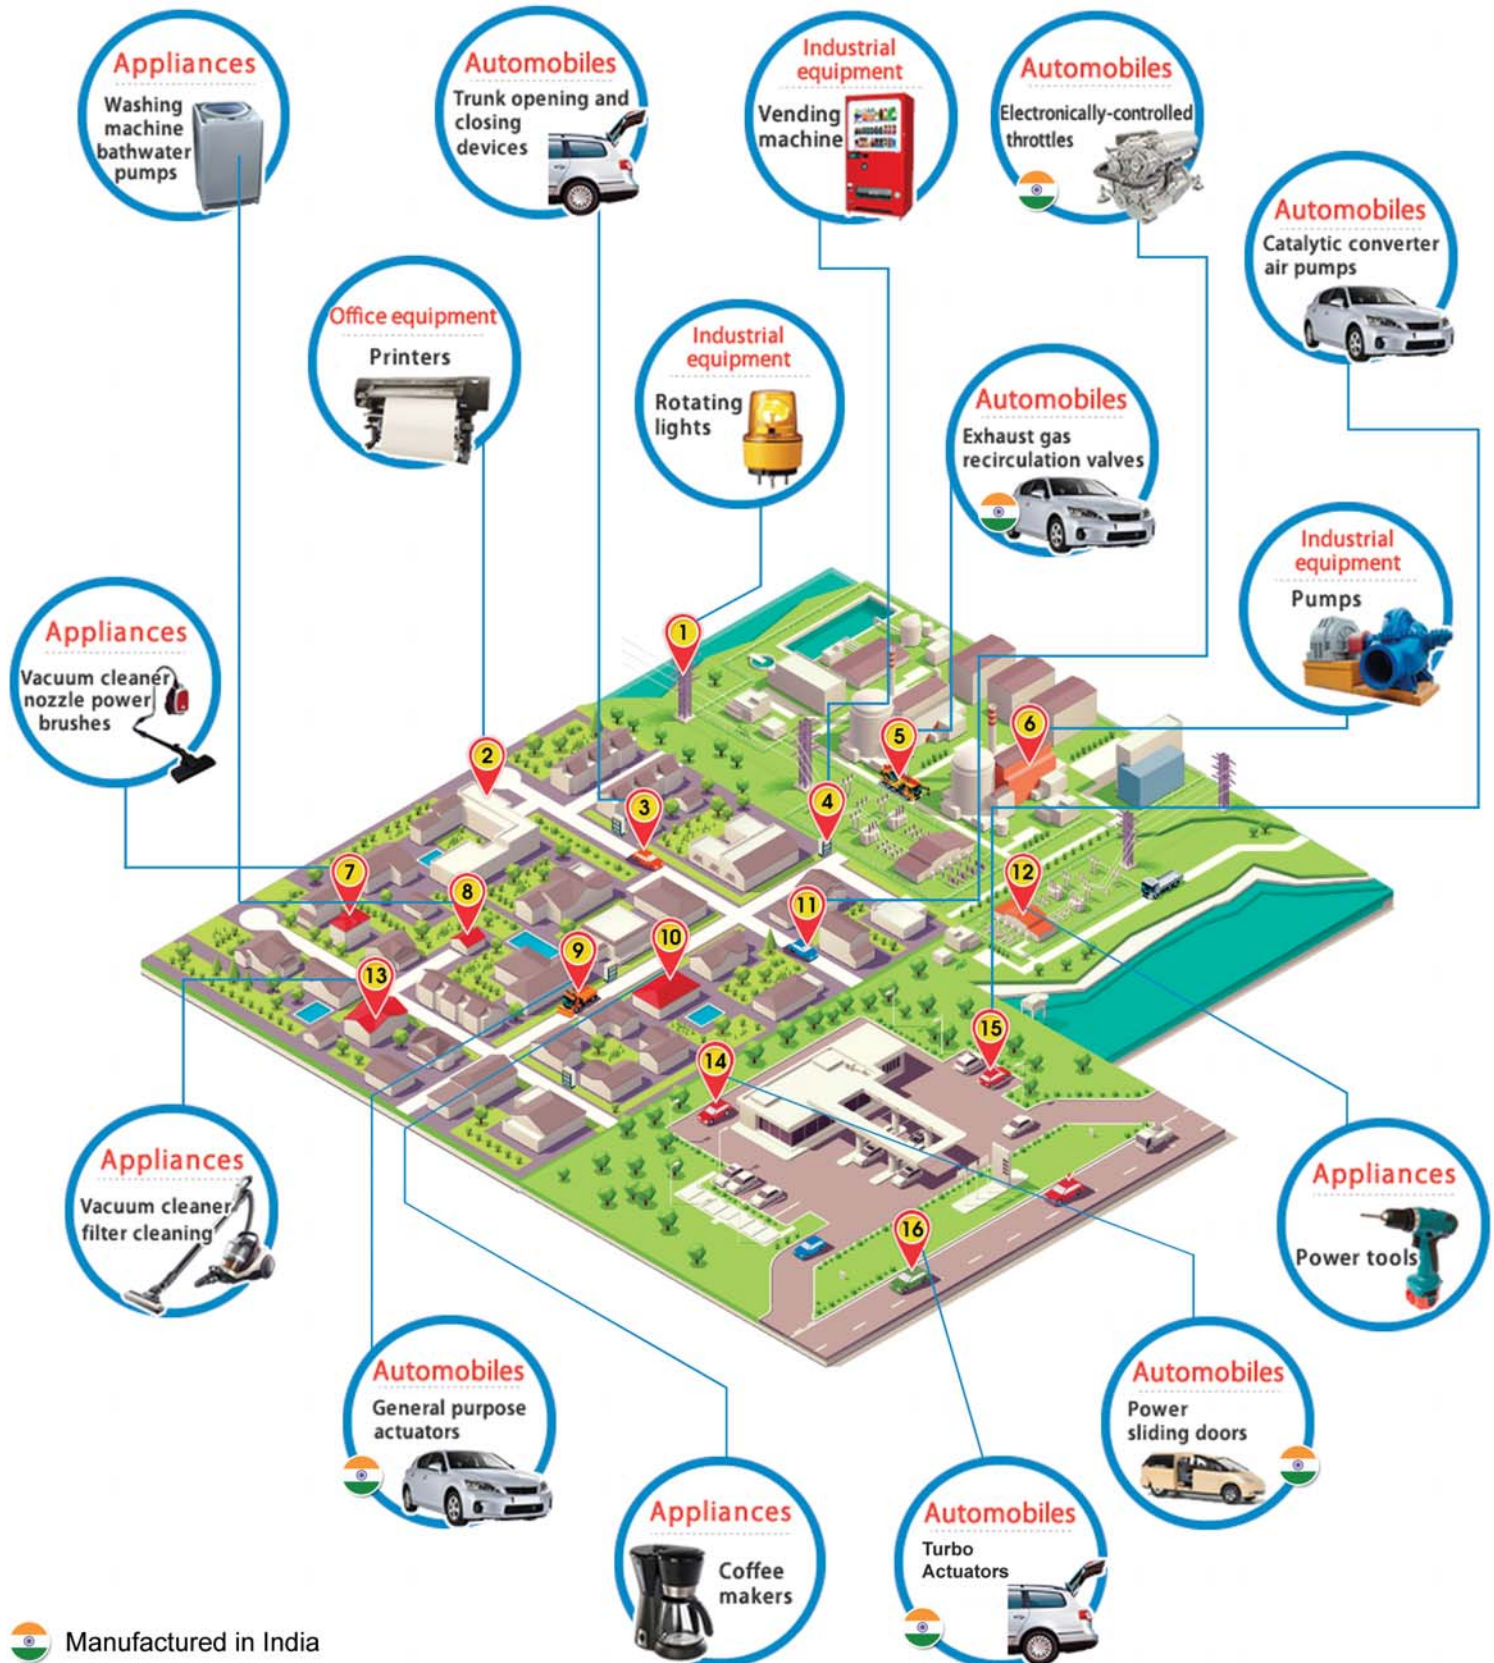 Appliances
Washing
machine
bathwater
pumps
Automobiles
Trunk opening and
closing
devices
Industrial
equipment
Vending
machine
Automobiles
Electronically-controlled
throttles
Automobiles
Catalytic converter
air pumps
Office equipment
Printers
Industrial
equipment
Rotating
lights
Automobiles
Exhaust gas
recirculation valves
Industrial
equipment
Pumps
Appliances
Vacuum cleaner
nozzle power
brushes
1
2
3
4
5
6
7
8
9
10
11
12
13
14
15
16
Appliances
Vacuum cleaner
filter cleaning
Appliances
Power tools
Automobiles
General purpose
actuators
Automobiles
Power
sliding doors
Appliances
Coffee
makers
Automobiles
Turbo
Actuators
Manufactured in India